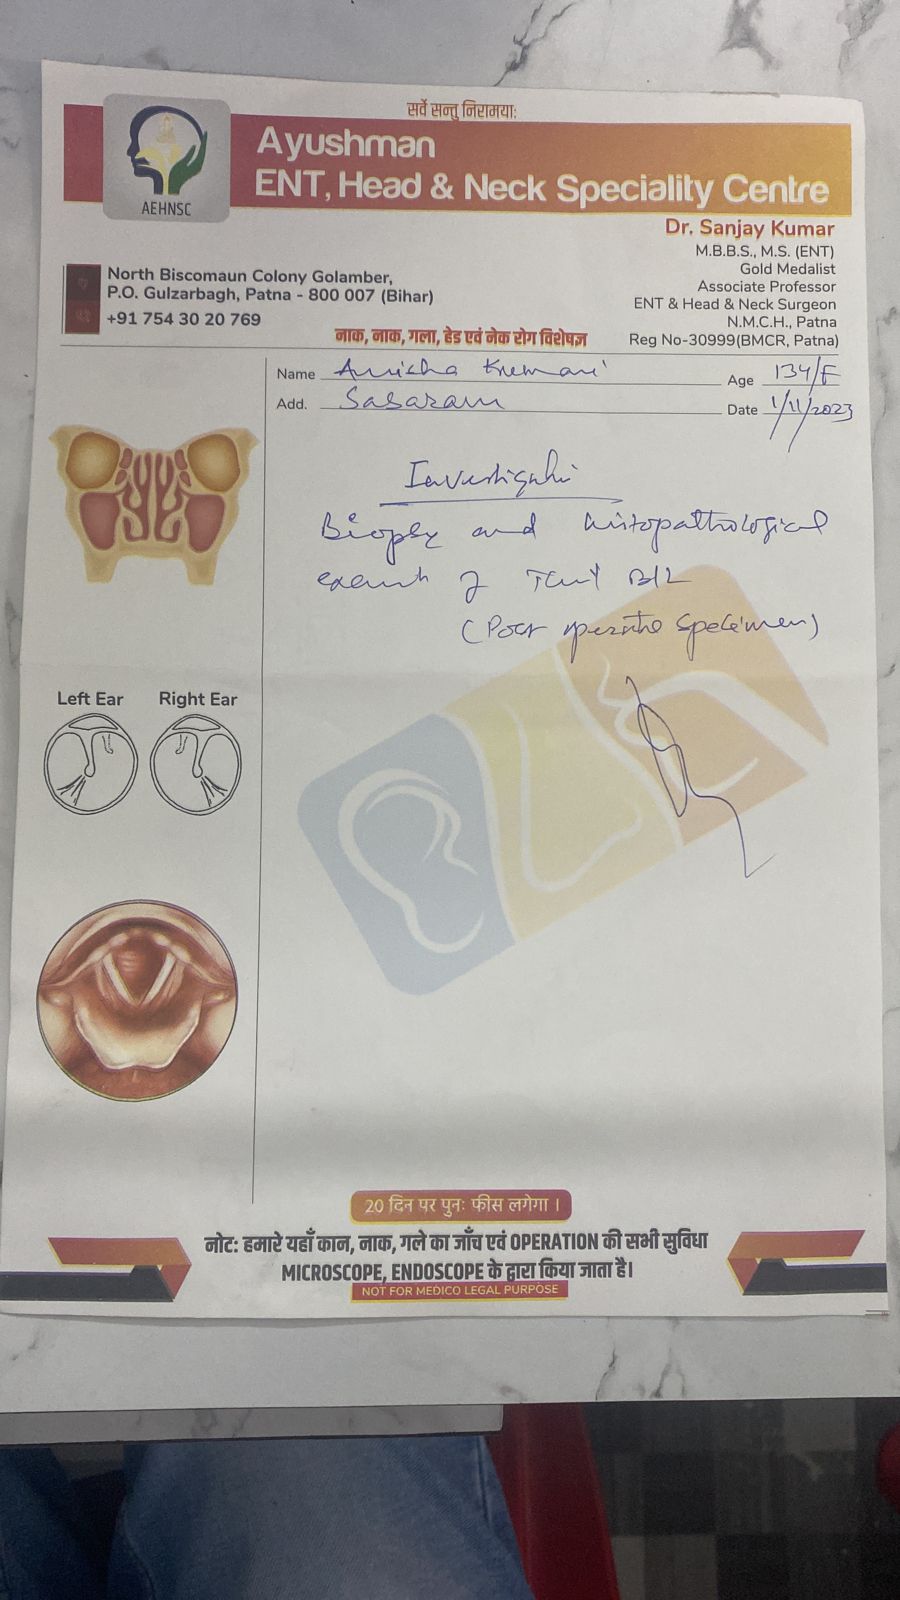 सर्वे सन्तु निरामयाः
Ayushman
ENT, Head & Neck Speciality Centre
AEHNSC
Dr. Sanjay Kumar
M.B.B.S., M.S. (ENT)
Gold Medalist
Associate Professor
ENT & Head & Neck Surgeon
N.M.C.H., Patna
Reg No-30999(BMCR, Patna)
North Biscomaun Colony Golamber,
P.O. Gulzarbagh, Patna - 800 007 (Bihar)
+91 754 30 20 769
नाक, नाक, गला, हेड एवं नेक रोग विशेषज्ञ
Name Anisha Kumari Age 13Y/F
Add. Sasaram Date 1/11/2023
Biopsy and histopathological
B/L
(Post operative specimen)
Left Ear Right Ear
20 दिन पर पुनः फीस लगेगा ।
नोट: हमारे यहाँ कान, नाक, गले का जाँच एवं OPERATION की सभी सुविधा
MICROSCOPE, ENDOSCOPE के द्वारा किया जाता है।
NOT FOR MEDICO LEGAL PURPOSE